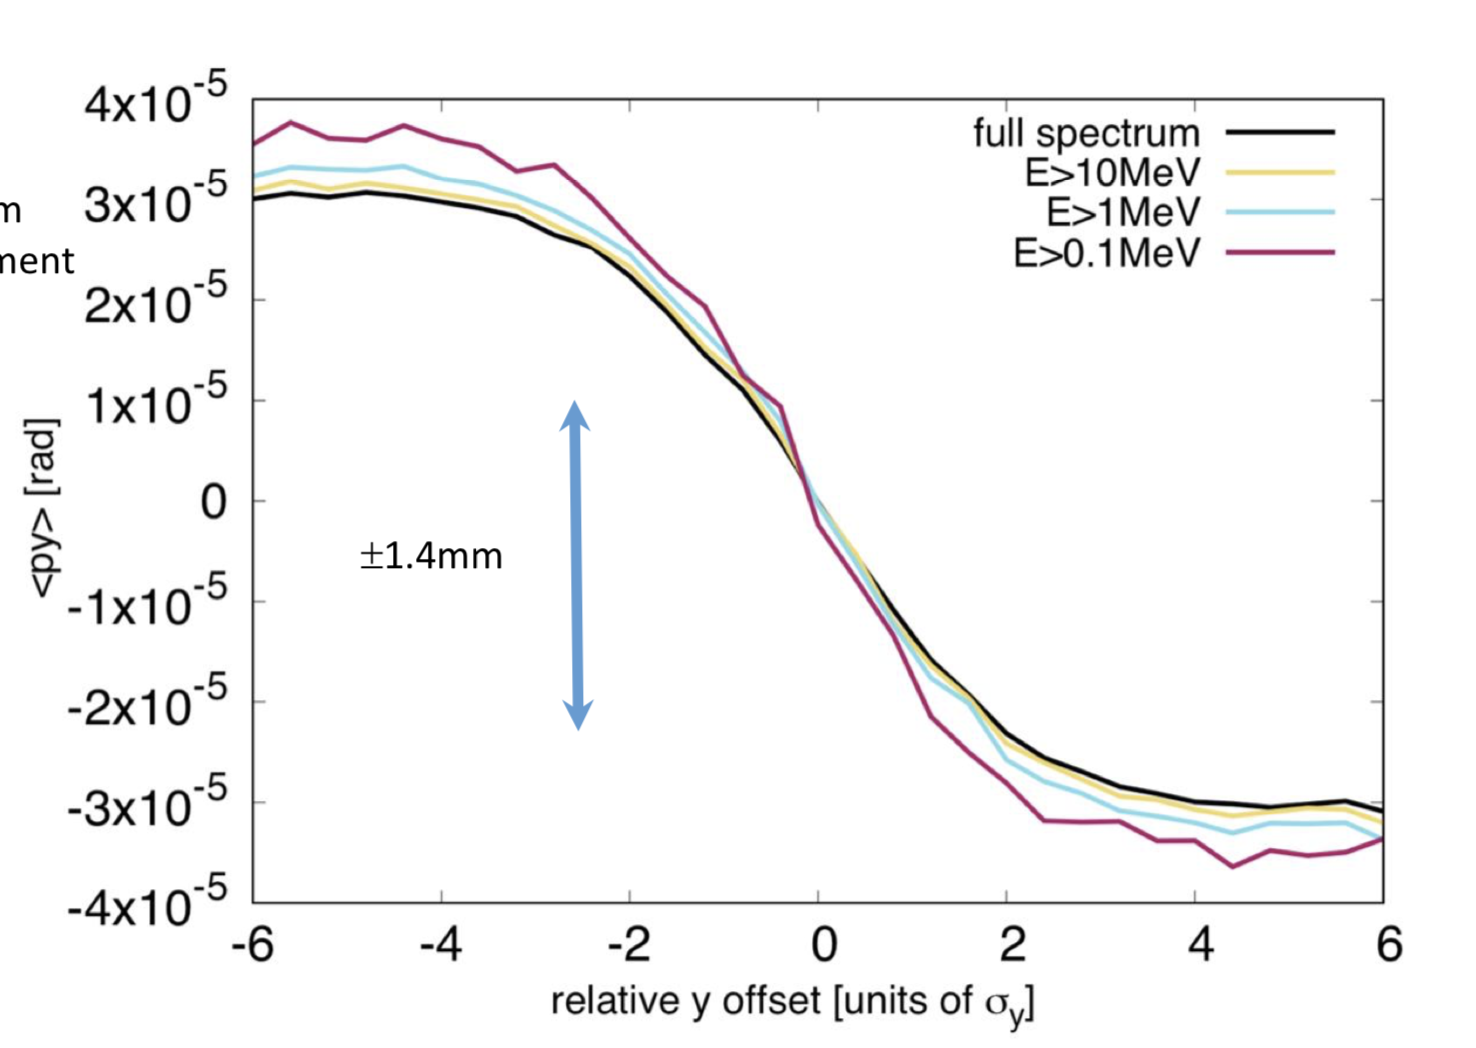 4x10-5
3x10-5
2x10-5
1x10-5
0
-1x10-5
-2x10-5
-3x10-5
-4x10-5
m
ment
<py> [rad]
full spectrum
E>10MeV
E>1MeV
E>0.1MeV
±1.4mm
-6 -4 -2 0 2 4 6
relative y offset [units of σy]